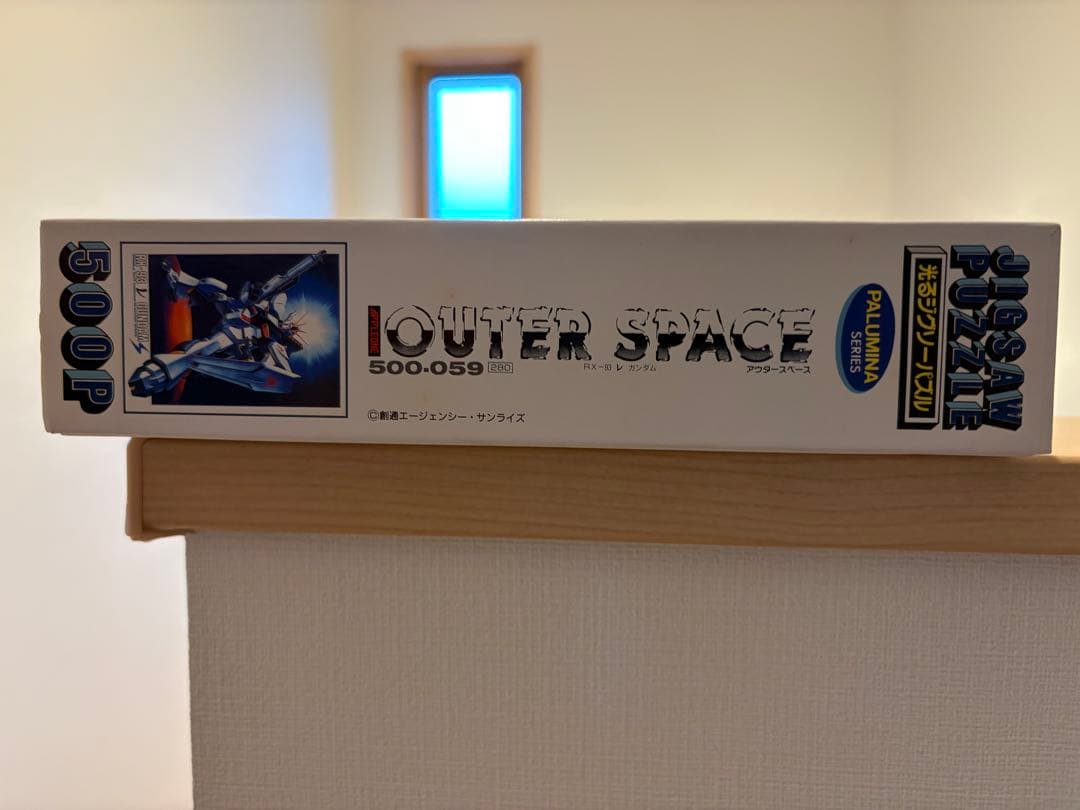 500P
RX-93 ν GUNDAM
APPLEONE
OUTER SPACE
500-059 280
RX-93 ν ガンダム
アウタースペース
©創通エージェンシー・サンライズ
PALUMINA
SERIES
光るジグソーパズル
JIGSAW
PUZZLE